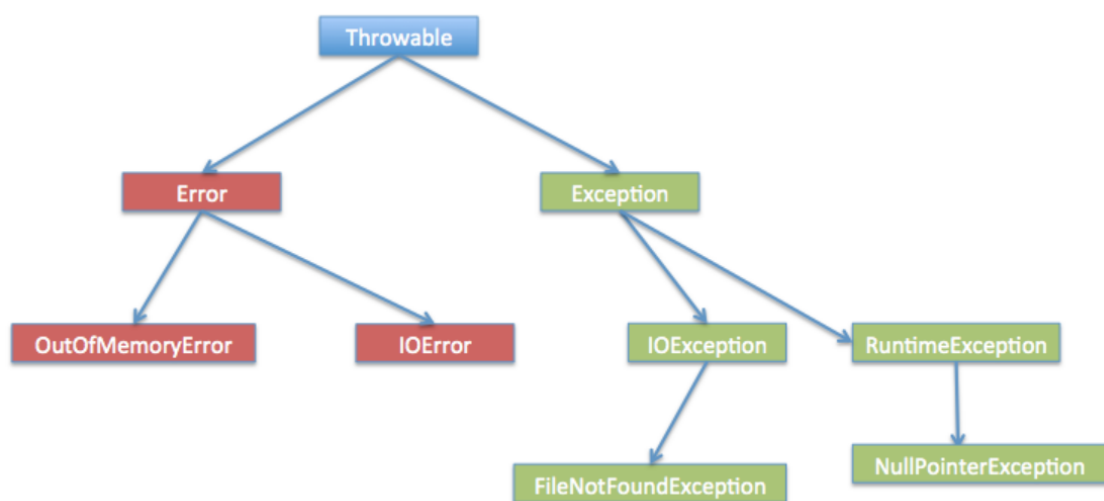 Throwable
Error
Exception
OutOfMemoryError
IOError
IOException
RuntimeException
FileNotFoundException
NullPointerException